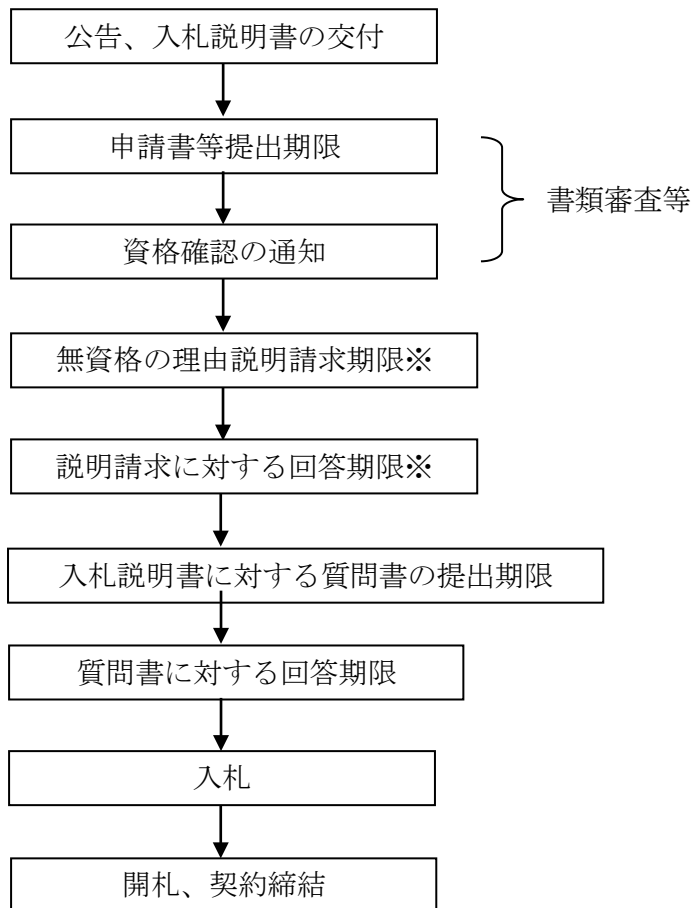 公告、入札説明書の交付
申請書等提出期限
書類審査等
資格確認の通知
無資格の理由説明請求期限※
説明請求に対する回答期限※
入札説明書に対する質問書の提出期限
質問書に対する回答期限
入札
開札、契約締結